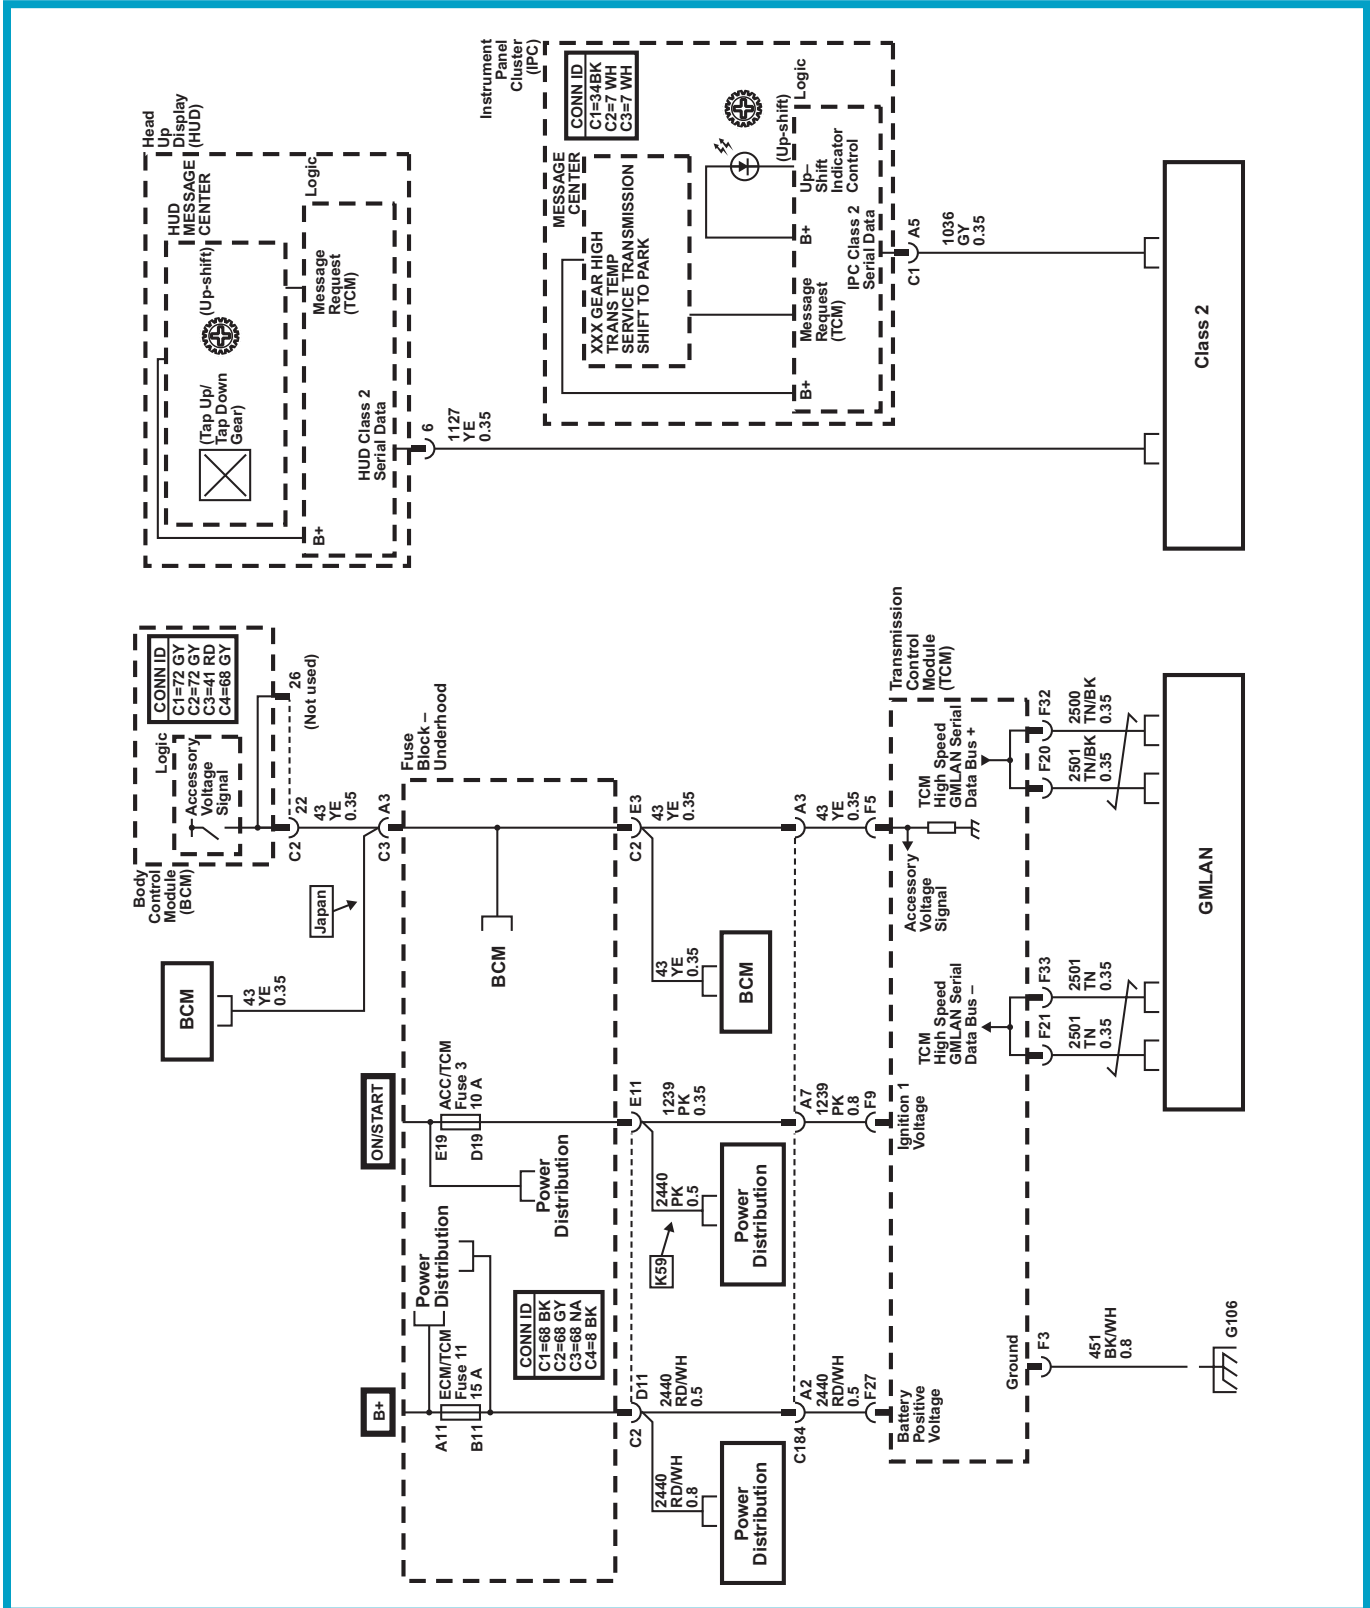 B+
A11
B11
ECM/TCM
Fuse 11
15 A
Power
Distribution
ON/START
E19
D19
ACC/TCM
Fuse 3
10 A
Power
Distribution
CONN ID
C1=68 BK
C2=68 GY
C3=68 NA
C4=8 BK
BCM
43
YE
0.35
Japan
Body
Control
Module
(BCM)
Logic
Accessory
Voltage
Signal
CONN ID
C1=72 GY
C2=72 GY
C3=41 RD
C4=68 GY
C2
22
26
(Not used)
43
YE
0.35
C3
A3
Fuse
Block –
Underhood
BCM
C2
D11
2440
RD/WH
0.5
2440
RD/WH
0.8
Power
Distribution
E11
1239
PK
0.35
2440
PK
0.5
K59
Power
Distribution
C2
E3
43
YE
0.35
43
YE
0.35
BCM
C184
A2
2440
RD/WH
0.5
F27
A7
1239
PK
0.8
F9
A3
43
YE
0.35
F5
Battery
Positive
Voltage
Ignition 1
Voltage
Accessory
Voltage
Signal
Transmission
Control
Module
(TCM)
Ground
TCM
High Speed
GMLAN Serial
Data Bus –
TCM
High Speed
GMLAN Serial
Data Bus +
F3
451
BK/WH
0.8
G106
F21
F33
2501
TN
0.35
2501
TN
0.35
F20
F32
2501
TN/BK
0.35
2500
TN/BK
0.35
GMLAN
Head
Up
Display
(HUD)
HUD
MESSAGE
CENTER
(Tap Up/
Tap Down
Gear)
(Up-shift)
Logic
B+
Message
Request
(TCM)
HUD Class 2
Serial Data
6
1127
YE
0.35
Instrument
Panel
Cluster
(IPC)
CONN ID
C1=34BK
C2=7 WH
C3=7 WH
MESSAGE
CENTER
XXX GEAR HIGH
TRANS TEMP
SERVICE TRANSMISSION
SHIFT TO PARK
(Up-shift)
Logic
B+
Message
Request
(TCM)
B+
Up–
Shift
Indicator
Control
IPC Class 2
Serial Data
C1
A5
1036
GY
0.35
Class 2